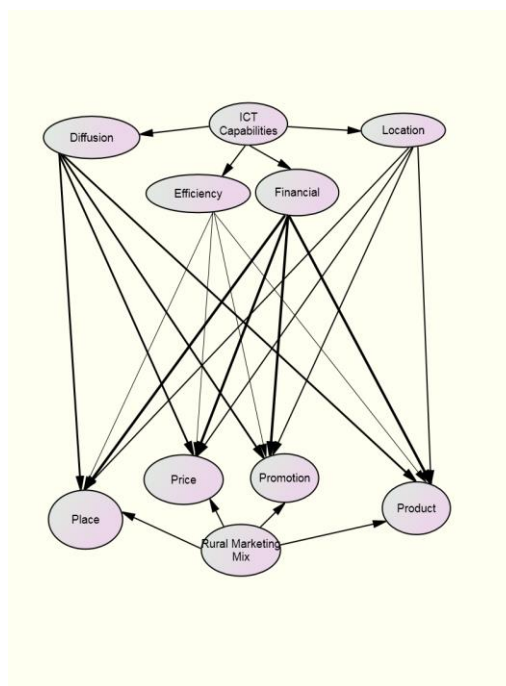 ICT
Capabilities
Diffusion
Location
Efficiency
Financial
Price
Promotion
Place
Product
Rural Marketing
Mix